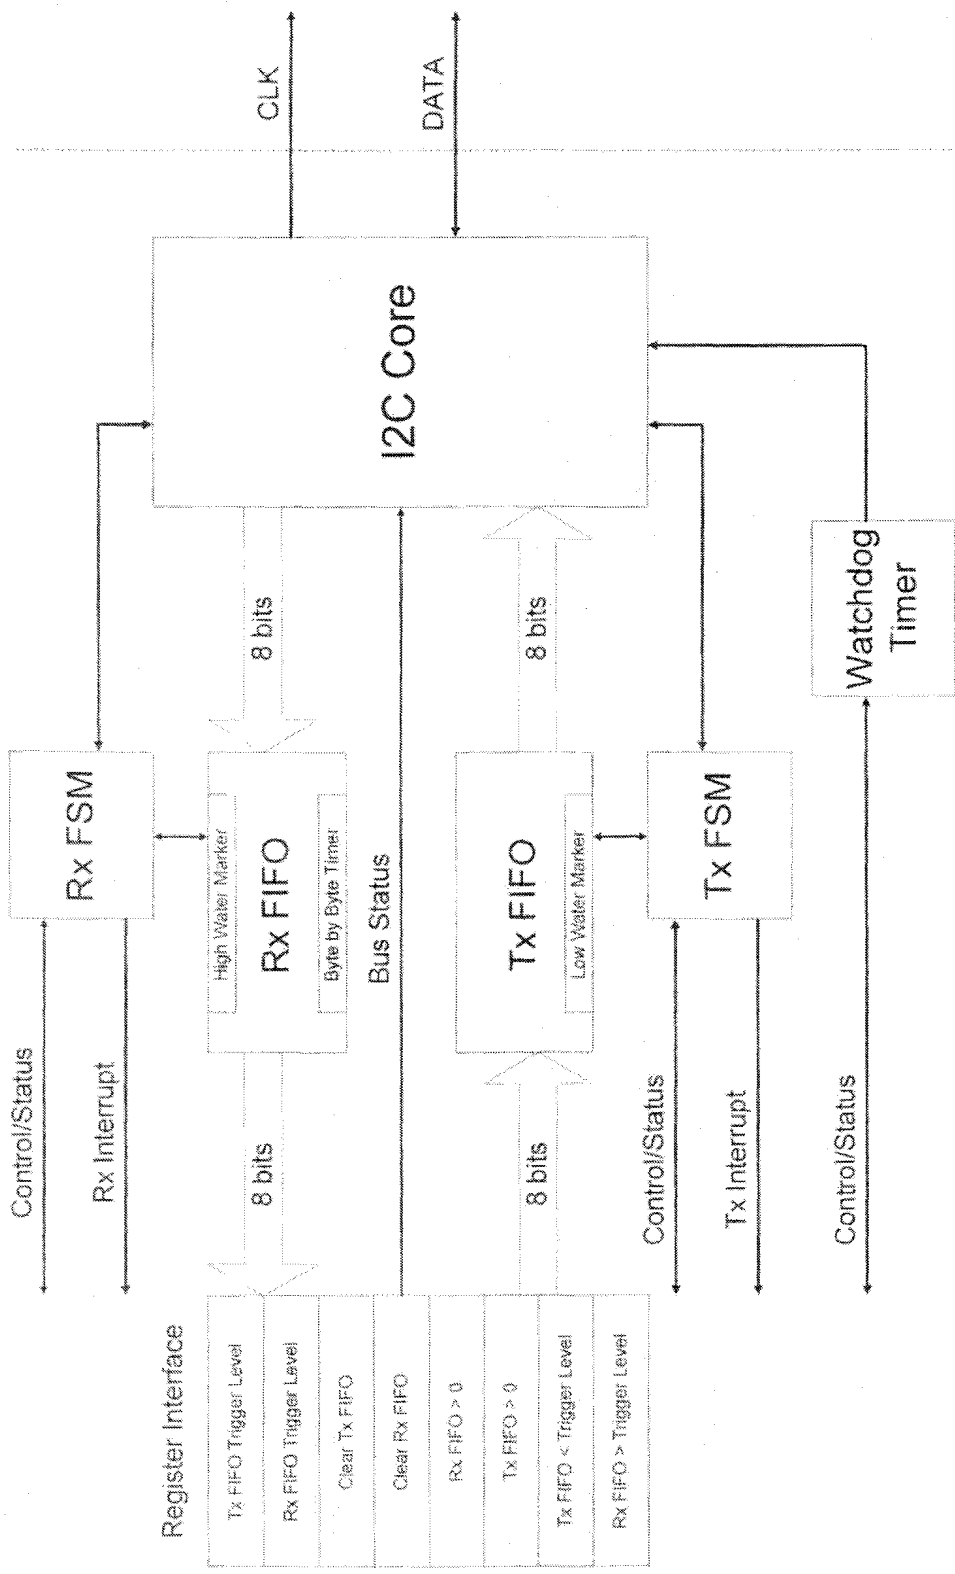 Register Interface
Tx FIFO Trigger Level
Rx FIFO Trigger Level
Clear Tx FIFO
Clear Rx FIFO
Rx FIFO > 0
Tx FIFO > 0
Tx FIFO < Trigger Level
Rx FIFO > Trigger Level
Control/Status
Rx Interrupt
8 bits
Rx FSM
High Water Marker
Rx FIFO
Byte by Byte Timer
8 bits
Bus Status
8 bits
Tx FIFO
Low Water Marker
8 bits
Control/Status
Tx Interrupt
Tx FSM
Control/Status
Watchdog
Timer
I2C Core
CLK
DATA